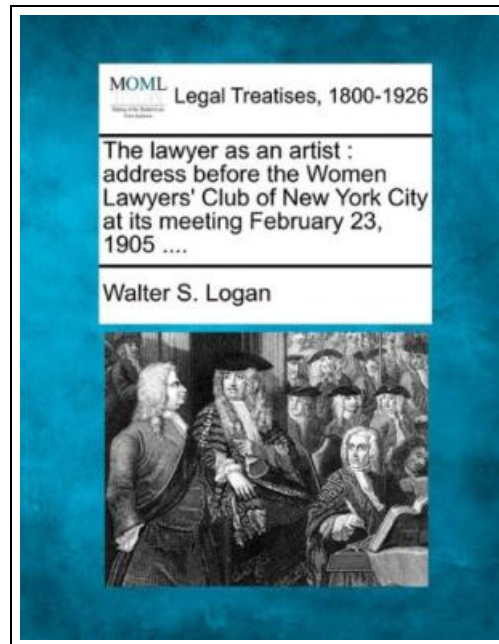 MOML
Legal Treatises, 1800-1926
The lawyer as an artist :
address before the Women
Lawyers' Club of New York City
at its meeting February 23,
1905 ....
Walter S. Logan